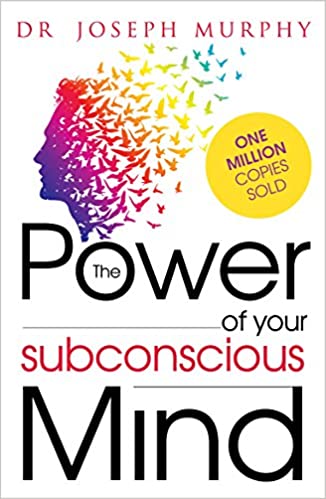 DR JOSEPH MURPHY
ONE
MILLION
COPIES
SOLD
The Power
of your
subconscious
Mind